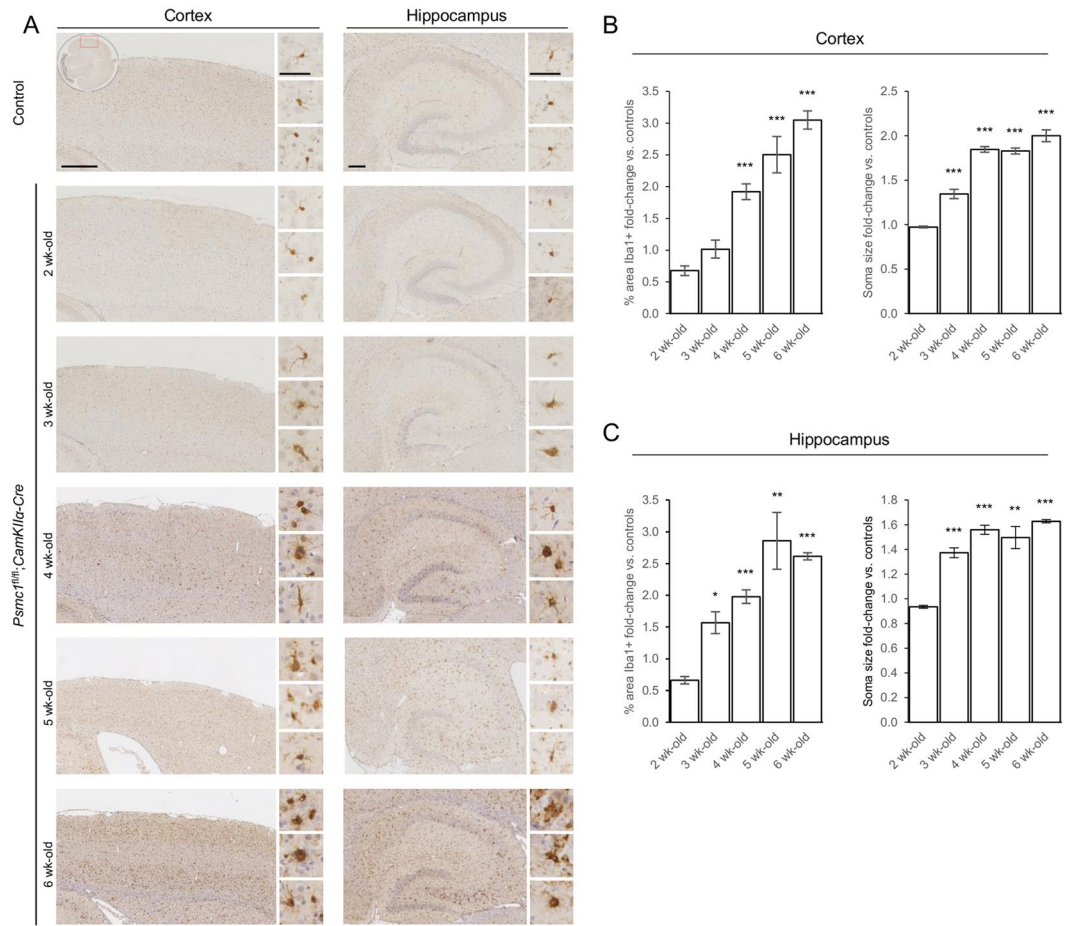 A
Cortex
Hippocampus
Control
2 wk-old
3 wk-old
4 wk-old
5 wk-old
6 wk-old
Psmc1fl/fl;CamKIIα-Cre
B
Cortex
% area Iba1+ fold-change vs. controls
3.5
3.0
2.5
2.0
1.5
1.0
0.5
0.0
***
***
***
2 wk-old
3 wk-old
4 wk-old
5 wk-old
6 wk-old
Soma size fold-change vs. controls
2.5
2.0
1.5
1.0
0.5
0.0
***
***
***
***
2 wk-old
3 wk-old
4 wk-old
5 wk-old
6 wk-old
C
Hippocampus
% area Iba1+ fold-change vs. controls
3.5
3.0
2.5
2.0
1.5
1.0
0.5
0.0
*
***
**
***
2 wk-old
3 wk-old
4 wk-old
5 wk-old
6 wk-old
Soma size fold-change vs. controls
1.8
1.6
1.4
1.2
1.0
0.8
0.6
0.4
0.2
0.0
***
***
**
***
2 wk-old
3 wk-old
4 wk-old
5 wk-old
6 wk-old